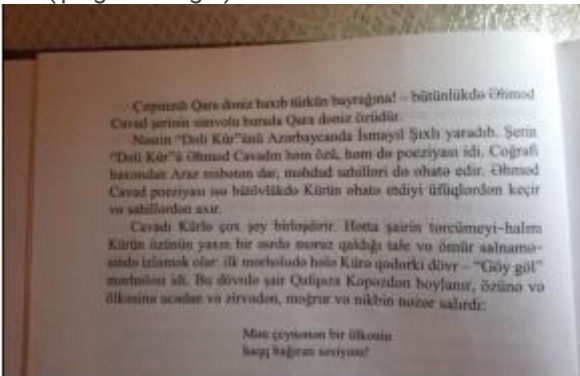 Çırpınırdı Qara dəniz baxıb türkün bayrağına! – bütünlükdə Əhməd
Cavad şerinin simvolu burada Qara dəniz özüdür.
Nəsrin "Dəli Kür"ünü Azərbaycanda İsmayıl Şıxlı yaradıb. Şerin
"Dəli Kür"ü Əhməd Cavadın həm özü, həm də poeziyası idi. Coğrafi
baxımdan Araz nisbətən dar, məhdud sahilləri də əhatə edir. Əhməd
Cavad poeziyası isə bütövlükdə Kürün əhatə etdiyi üfüqlərdən keçir
və sahillərdən axır.
Cavadı Kürlə çox şey birləşdirir. Hətta şairin tərcümeyi-halını
Kürün özünün yaxın bir əsrdə məruz qaldığı tale və ömür salnamə-
sində izləmək olar: ilk mərhələdə hələ Kürə qədərki dövr – "Göy göl"
mərhələsi idi. Bu dövrdə şair Kəpəzdən boylanır, özünə və
ölkəsinə ucadan və zirvədən, məğrur və nikbin nəzər salırdı:
Mən çeynənən bir ölkənin
haqq bağıran səsiyəm!